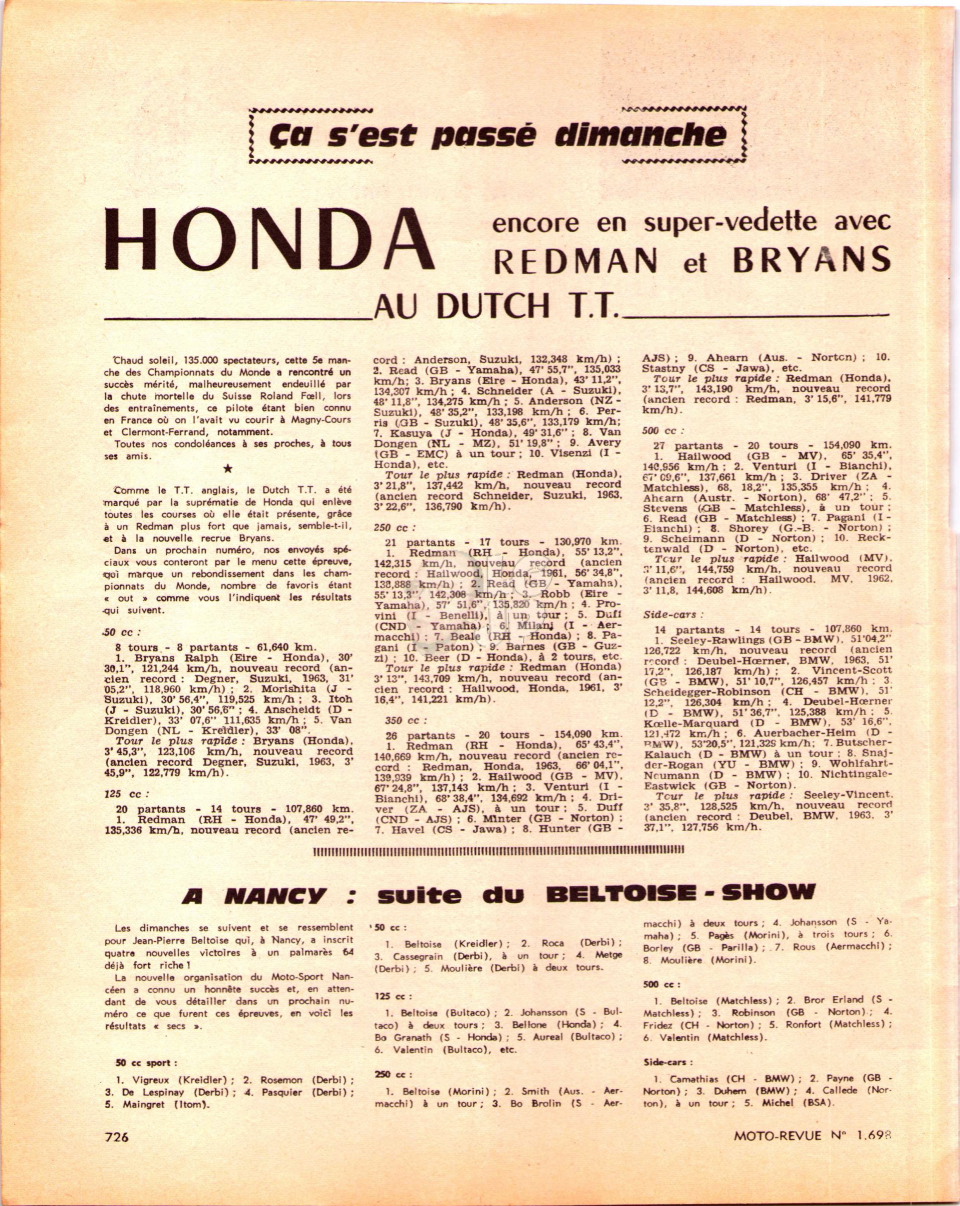 Ça s'est passé dimanche
HONDA
encore en super-vedette avec
REDMAN et BRYANS
AU DUTCH T.T.
Chaud soleil, 135.000 spectateurs, cette 5e man-
che des Championnats du Monde a rencontré un
succès mérité, malheureusement endeuillé par
la chute mortelle du Suisse Roland Fœll, lors
des entraînements, ce pilote étant bien connu
en France où on l'avait vu courir à Magny-Cours
et Clermont-Ferrand, notamment.
Toutes nos condoléances à ses proches, à tous
ses amis.
★
Comme le T.T. anglais, le Dutch T.T. a été
marqué par la suprématie de Honda qui enlève
toutes les courses où elle était présente, grâce
à un Redman plus fort que jamais, semble-t-il,
et à la nouvelle recrue Bryans.
Dans un prochain numéro, nos envoyés spé-
ciaux vous conteront par le menu cette épreuve,
qui marque un rebondissement dans les cham-
pionnats du Monde, nombre de favoris étant
« out » comme vous l'indiquent les résultats
qui suivent.
50 cc :
8 tours - 8 partants - 61,640 km.
1. Bryans Ralph (Eire - Honda), 30'
30,1", 121,244 km/h, nouveau record (an-
cien record : Degner, Suzuki, 1963, 31'
05,2", 118,960 km/h) ; 2. Morishita (J -
Suzuki), 30' 56,4", 119,525 km/h ; 3. Itoh
(J - Suzuki), 30' 56,6" ; 4. Anscheidt (D -
Kreidler), 33' 07,6" 111,635 km/h ; 5. Van
Dongen (NL - Kreidler), 33' 08".
Tour le plus rapide : Bryans (Honda),
3' 45,3", 123,106 km/h, nouveau record
(ancien record Degner, Suzuki, 1963, 3'
45,9", 122,779 km/h).
125 cc :
20 partants - 14 tours - 107,860 km.
1. Redman (RH - Honda), 47' 49,2",
135,336 km/h, nouveau record (ancien re-
cord : Anderson, Suzuki, 132,348 km/h) ;
2. Read (GB - Yamaha), 47' 55,7", 135,033
km/h; 3. Bryans (Eire - Honda), 43' 11,2",
134,307 km/h ; 4. Schneider (A - Suzuki),
48' 11,8", 134,275 km/h ; 5. Anderson (NZ -
Suzuki), 48' 35,2", 133,198 km/h ; 6. Per-
ris (GB - Suzuki), 48' 35,6", 133,179 km/h;
7. Kasuya (J - Honda), 49' 31,6" ; 8. Van
Dongen (NL - MZ), 51' 19,8" ; 9. Avery
(GB - EMC) à un tour ; 10. Visenzi (I -
Honda), etc.
Tour le plus rapide : Redman (Honda),
3' 21,8", 137,442 km/h, nouveau record
(ancien record Schneider, Suzuki, 1963,
3' 22,6", 136,790 km/h).
250 cc :
21 partants - 17 tours - 130,970 km.
1. Redman (RH - Honda), 55' 13,2",
142,315 km/h, nouveau record (ancien
record : Hailwood, Honda, 1961, 56' 34,8",
138,888 km/h) ; 2. Read (GB - Yamaha),
55' 13,3", 142,308 km/h ; 3. Robb (Eire -
Yamaha), 57' 51,6", 135,820 km/h ; 4. Pro-
vini (I - Benelli), à un tour ; 5. Duff
(CND - Yamaha) ; 6. Milani (I - Aer-
macchi) : 7. Beale (RH - Honda) ; 8. Pa-
gani (I - Paton) ; 9. Barnes (GB - Guz-
zi) ; 10. Beer (D - Honda), à 2 tours, etc.
Tour le plus rapide : Redman (Honda)
3' 13", 143,709 km/h, nouveau record (an-
cien record : Hailwood, Honda, 1961, 3'
16,4", 141,221 km/h).
350 cc :
26 partants - 20 tours - 154,090 km.
1. Redman (RH - Honda), 65' 43,4",
140,669 km/h, nouveau record (ancien re-
cord : Redman, Honda, 1963, 66' 04,1",
139,939 km/h) ; 2. Hailwood (GB - MV),
67' 24,8", 137,143 km/h ; 3. Venturi (I -
Bianchi), 68' 38,4", 134,692 km/h ; 4. Dri-
ver (ZA - AJS), à un tour ; 5. Duff
(CND - AJS) ; 6. Minter (GB - Norton) ;
7. Havel (CS - Jawa) ; 8. Hunter (GB -
AJS) ; 9. Ahearn (Aus. - Norton) ; 10.
Stastny (CS - Jawa), etc.
Tour le plus rapide : Redman (Honda),
3' 13,7", 143,190 km/h, nouveau record
(ancien record : Redman, 3' 15,6", 141,779
km/h).
500 cc :
27 partants - 20 tours - 154,090 km.
1. Hailwood (GB - MV), 65' 35,4",
140,956 km/h ; 2. Venturi (I - Bianchi),
67' 09,6", 137,661 km/h ; 3. Driver (ZA -
Matchless), 68, 18,2", 135,355 km/h ; 4.
Ahearn (Austr. - Norton), 68' 47,2" ; 5.
Stevens (GB - Matchless), à un tour ;
6. Read (GB - Matchless) ; 7. Pagani (I -
Bianchi) ; 8. Shorey (G.-B. - Norton) ;
9. Scheimann (D - Norton) ; 10. Reck-
tenwald (D - Norton), etc.
Tour le plus rapide : Hailwood (MV),
3' 11,6", 144,759 km/h, nouveau record
(ancien record : Hailwood. MV, 1962,
3' 11,8, 144,608 km/h).
Side-cars :
14 partants - 14 tours - 107,860 km.
1. Seeley-Rawlings (GB - BMW), 51'04,2"
126,722 km/h, nouveau record (ancien
record : Deubel-Hœrner, BMW, 1963, 51'
17,2", 126,187 km/h) ; 2. Vincent-Scott
(GB - BMW), 51' 10,7", 126,457 km/h ; 3.
Scheidegger-Robinson (CH - BMW), 51'
12,2", 126,304 km/h ; 4. Deubel-Hœrner
(D - BMW), 51' 36,7", 125,388 km/h ; 5.
Kœlle-Marquard (D - BMW), 53' 16,6",
121,472 km/h ; 6. Auerbacher-Heim (D -
BMW), 53'20,5", 121,329 km/h; 7. Butscher-
Kalauch (D - BMW) à un tour ; 8. Snaj-
der-Rogan (YU - BMW) ; 9. Wohlfahrt-
Neumann (D - BMW) ; 10. Nichtingale-
Eastwick (GB - Norton).
Tour le plus rapide : Seeley-Vincent.
3' 35,8", 128,525 km/h, nouveau record
(ancien record : Deubel, BMW, 1963, 3'
37,1", 127,756 km/h.
A NANCY : suite du BELTOISE - SHOW
Les dimanches se suivent et se ressemblent
pour Jean-Pierre Beltoise qui, à Nancy, a inscrit
quatre nouvelles victoires à un palmarès 64
déjà fort riche !
La nouvelle organisation du Moto-Sport Nan-
céen a connu un honnête succès et, en atten-
dant de vous détailler dans un prochain nu-
méro ce que furent ces épreuves, en voici les
résultats « secs ».
50 cc sport :
1. Vigreux (Kreidler) ; 2. Rosemon (Derbi) ;
3. De Lespinay (Derbi) ; 4. Pasquier (Derbi) ;
5. Maingret (Itom).
50 cc :
1. Beltoise (Kreidler) ; 2. Roca (Derbi) ;
3. Cassegrain (Derbi), à un tour ; 4. Metge
(Derbi) ; 5. Moulière (Derbi) à deux tours.
125 cc :
1. Beltoise (Bultaco) ; 2. Johansson (S - Bul-
taco) à deux tours ; 3. Bellone (Honda) ; 4.
Bo Granath (S - Honda) ; 5. Aureal (Bultaco) ;
6. Valentin (Bultaco), etc.
250 cc :
1. Beltoise (Morini) ; 2. Smith (Aus. - Aer-
macchi) à un tour ; 3. Bo Brolin (S - Aer-
macchi) à deux tours ; 4. Johansson (S - Ya-
maha) ; 5. Pagès (Morini), à trois tours ; 6.
Borley (GB - Parilla) ; 7. Rous (Aermacchi) ;
8. Moulière (Morini).
500 cc :
1. Beltoise (Matchless) ; 2. Bror Erland (S -
Matchless) ; 3. Robinson (GB - Norton) ; 4.
Fridez (CH - Norton) ; 5. Ronfort (Matchless) ;
6. Valentin (Matchless).
Side-cars :
1. Camathias (CH - BMW) ; 2. Payne (GB -
Norton) ; 3. Duhem (BMW) ; 4. Callede (Nor-
ton), à un tour ; 5. Michel (BSA).
726
MOTO-REVUE N° 1.698